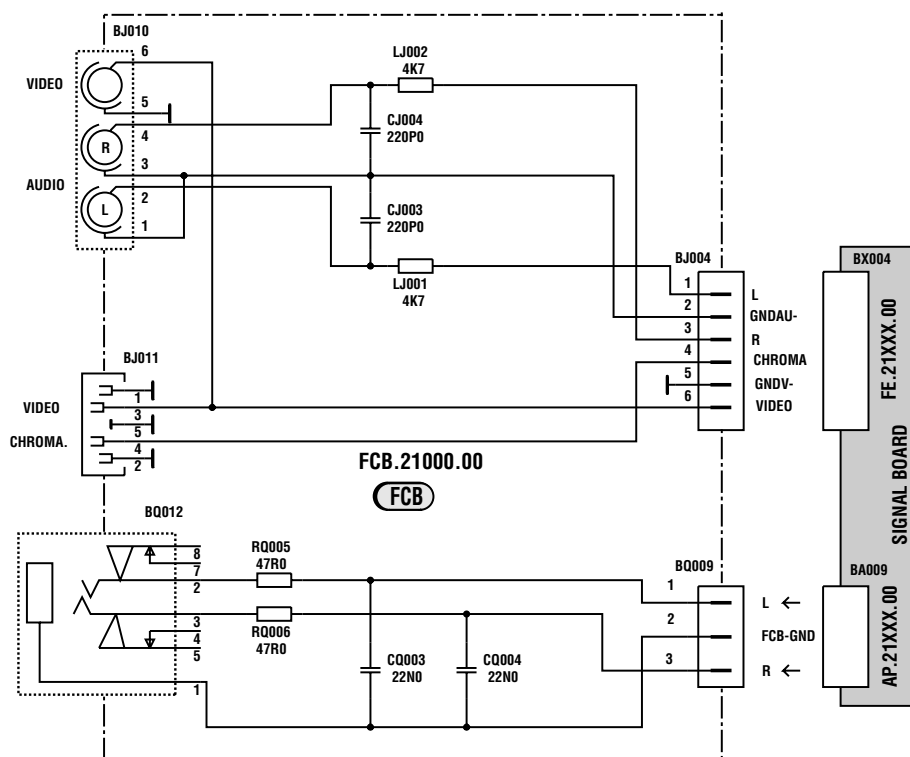 BJ010
6
VIDEO
5
4
R
3
AUDIO
2
L
1
LJ002
4K7
CJ004
220P0
CJ003
220P0
LJ001
4K7
BJ004
1
L
2
GNDAU-
3
R
4
CHROMA
5
GNDV-
6
VIDEO
BX004
FE.21XXX.00
SIGNAL BOARD
BJ011
VIDEO
1
3
5
CHROMA.
4
2
FCB.21000.00
FCB
BQ012
8
7
2
3
4
5
1
RQ005
47R0
RQ006
47R0
CQ003
22N0
CQ004
22N0
BQ009
1
L
2
FCB-GND
3
R
BA009
AP.21XXX.00